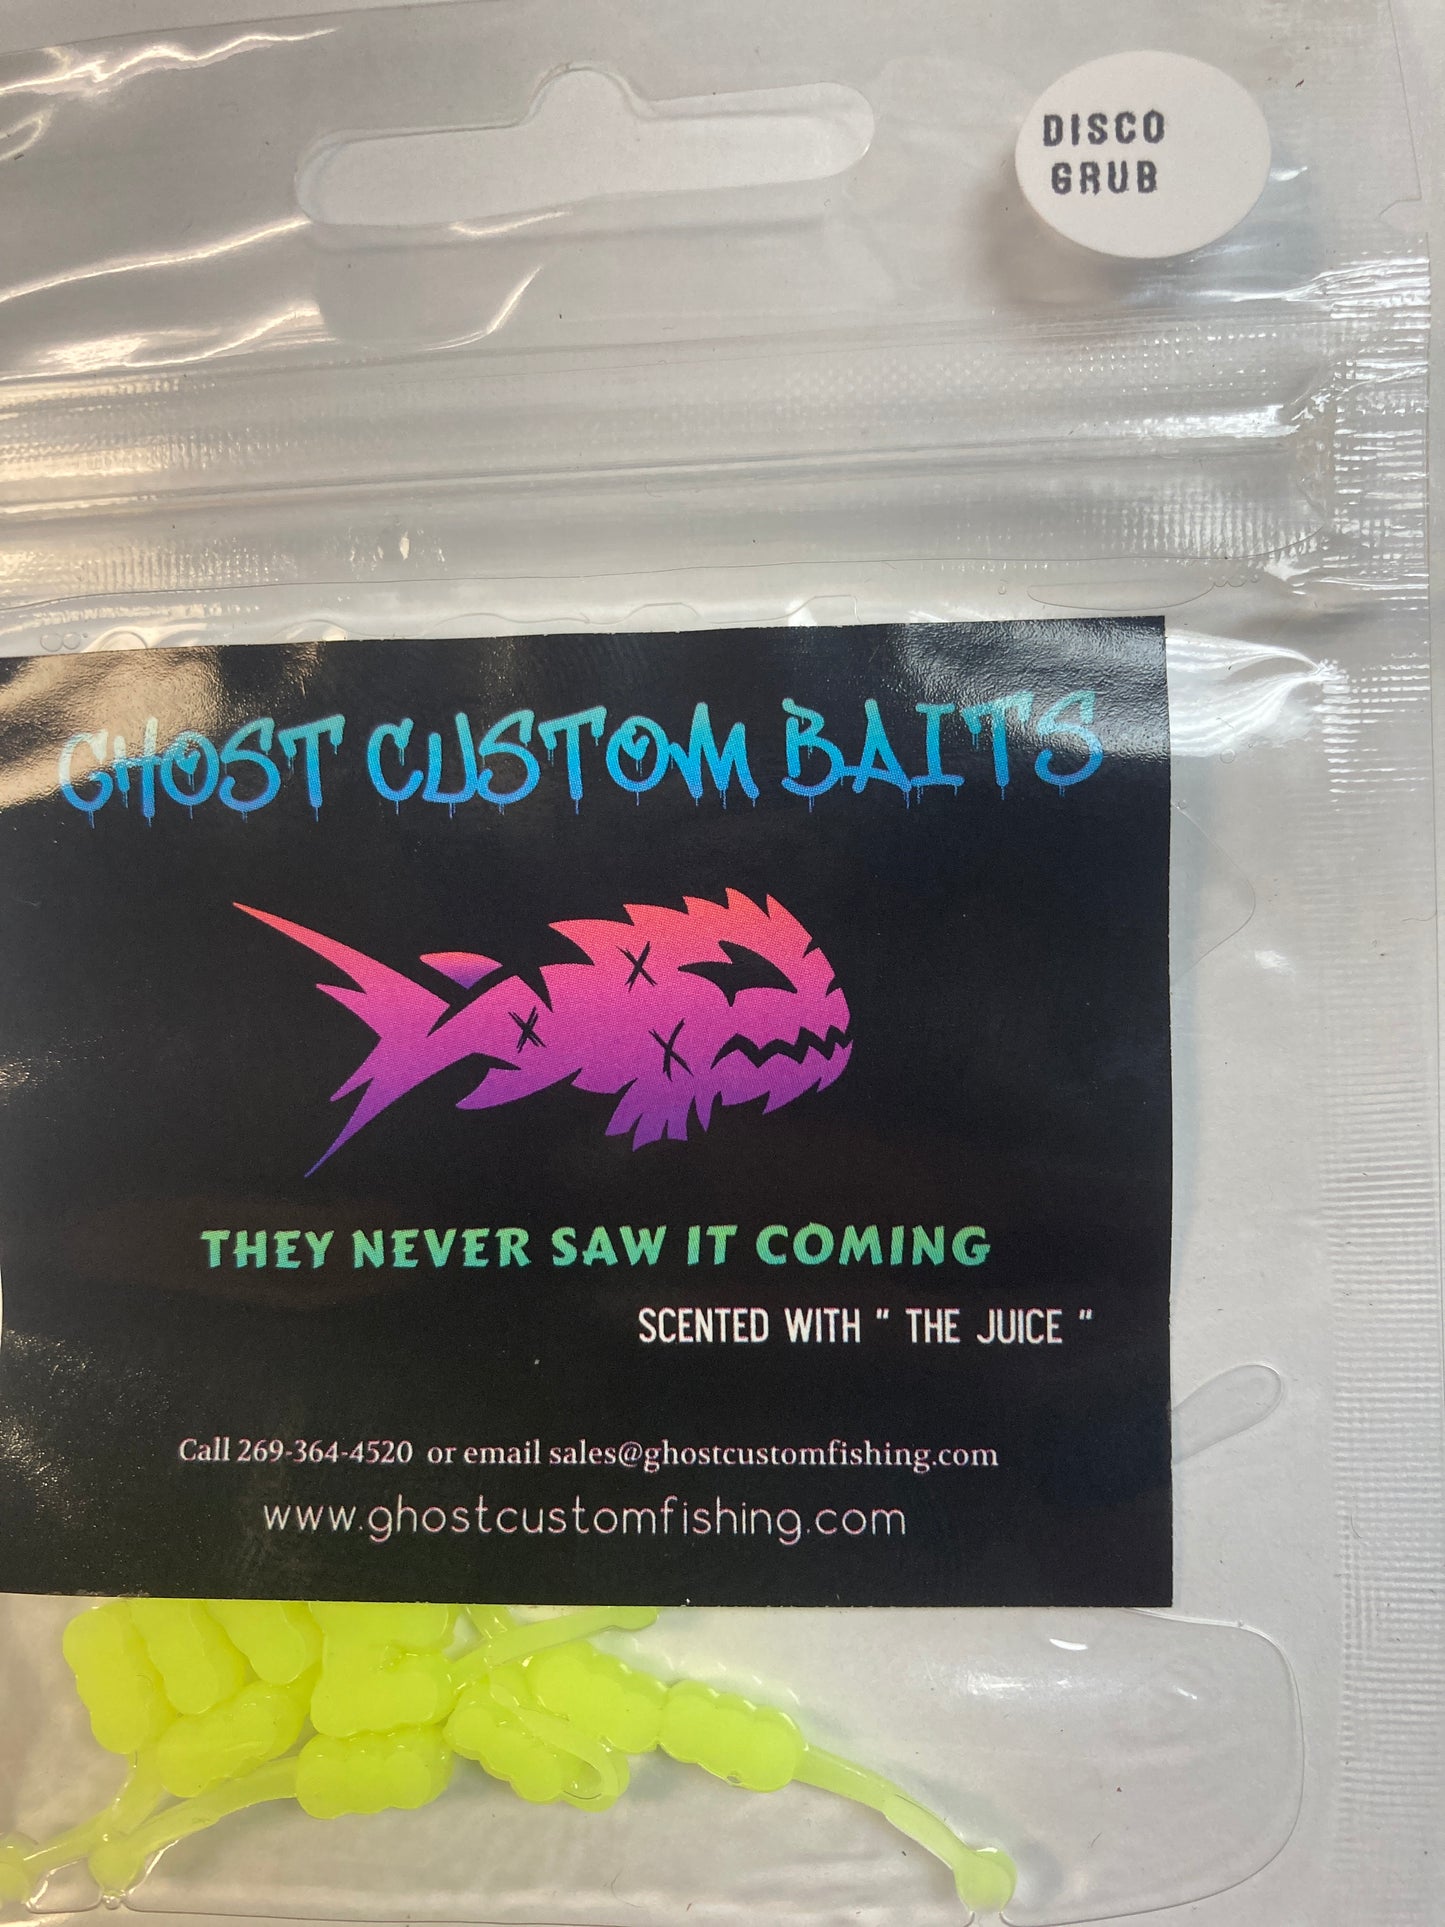 DISCO
GRUB
GHOST CUSTOM BAITS
THEY NEVER SAW IT COMING
SCENTED WITH " THE JUICE "
Call 269-364-4520 or email sales@ghostcustomfishing.com
www.ghostcustomfishing.com